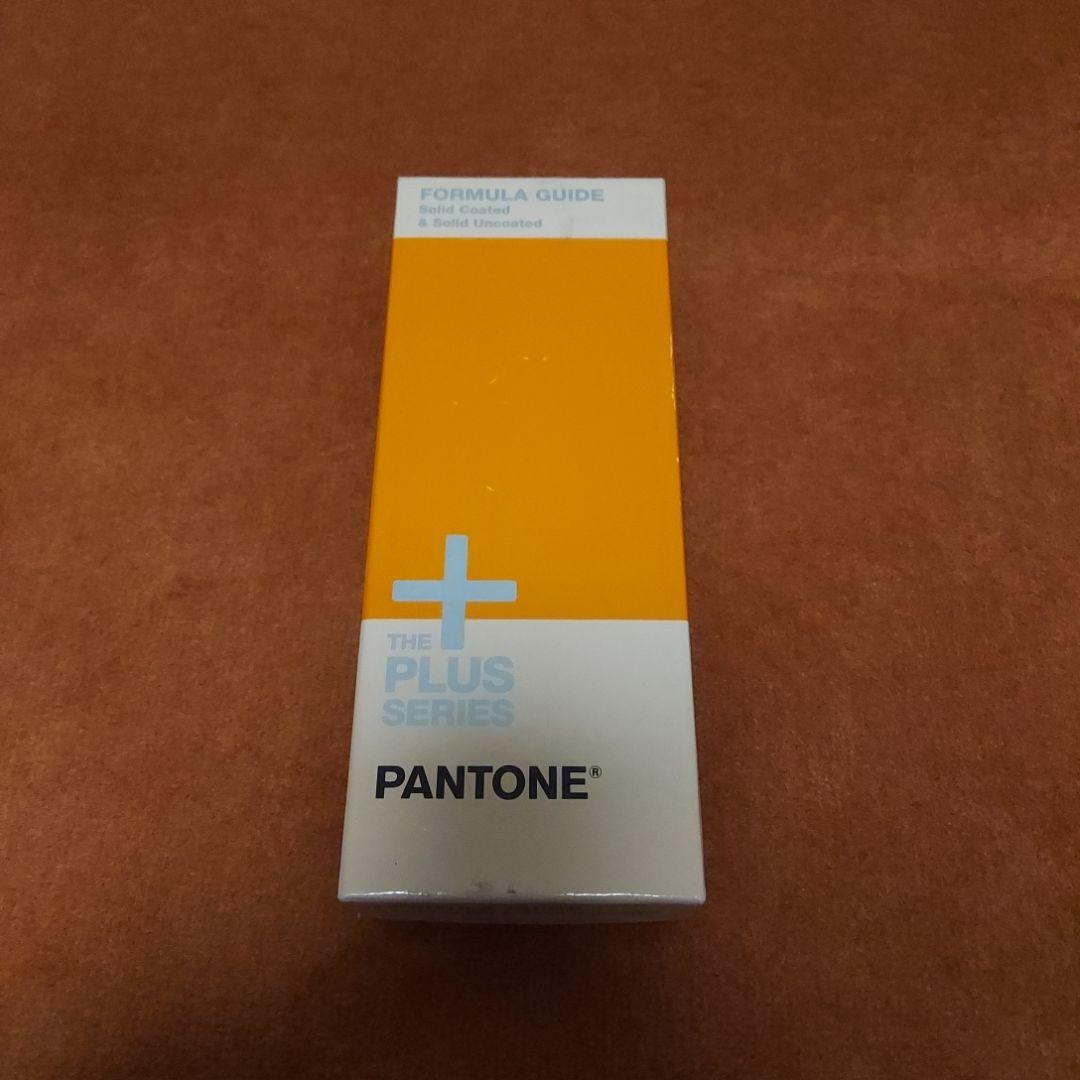 FORMULA GUIDE
Solid Coated
& Solid Uncoated
THE
PLUS
SERIES
PANTONE®